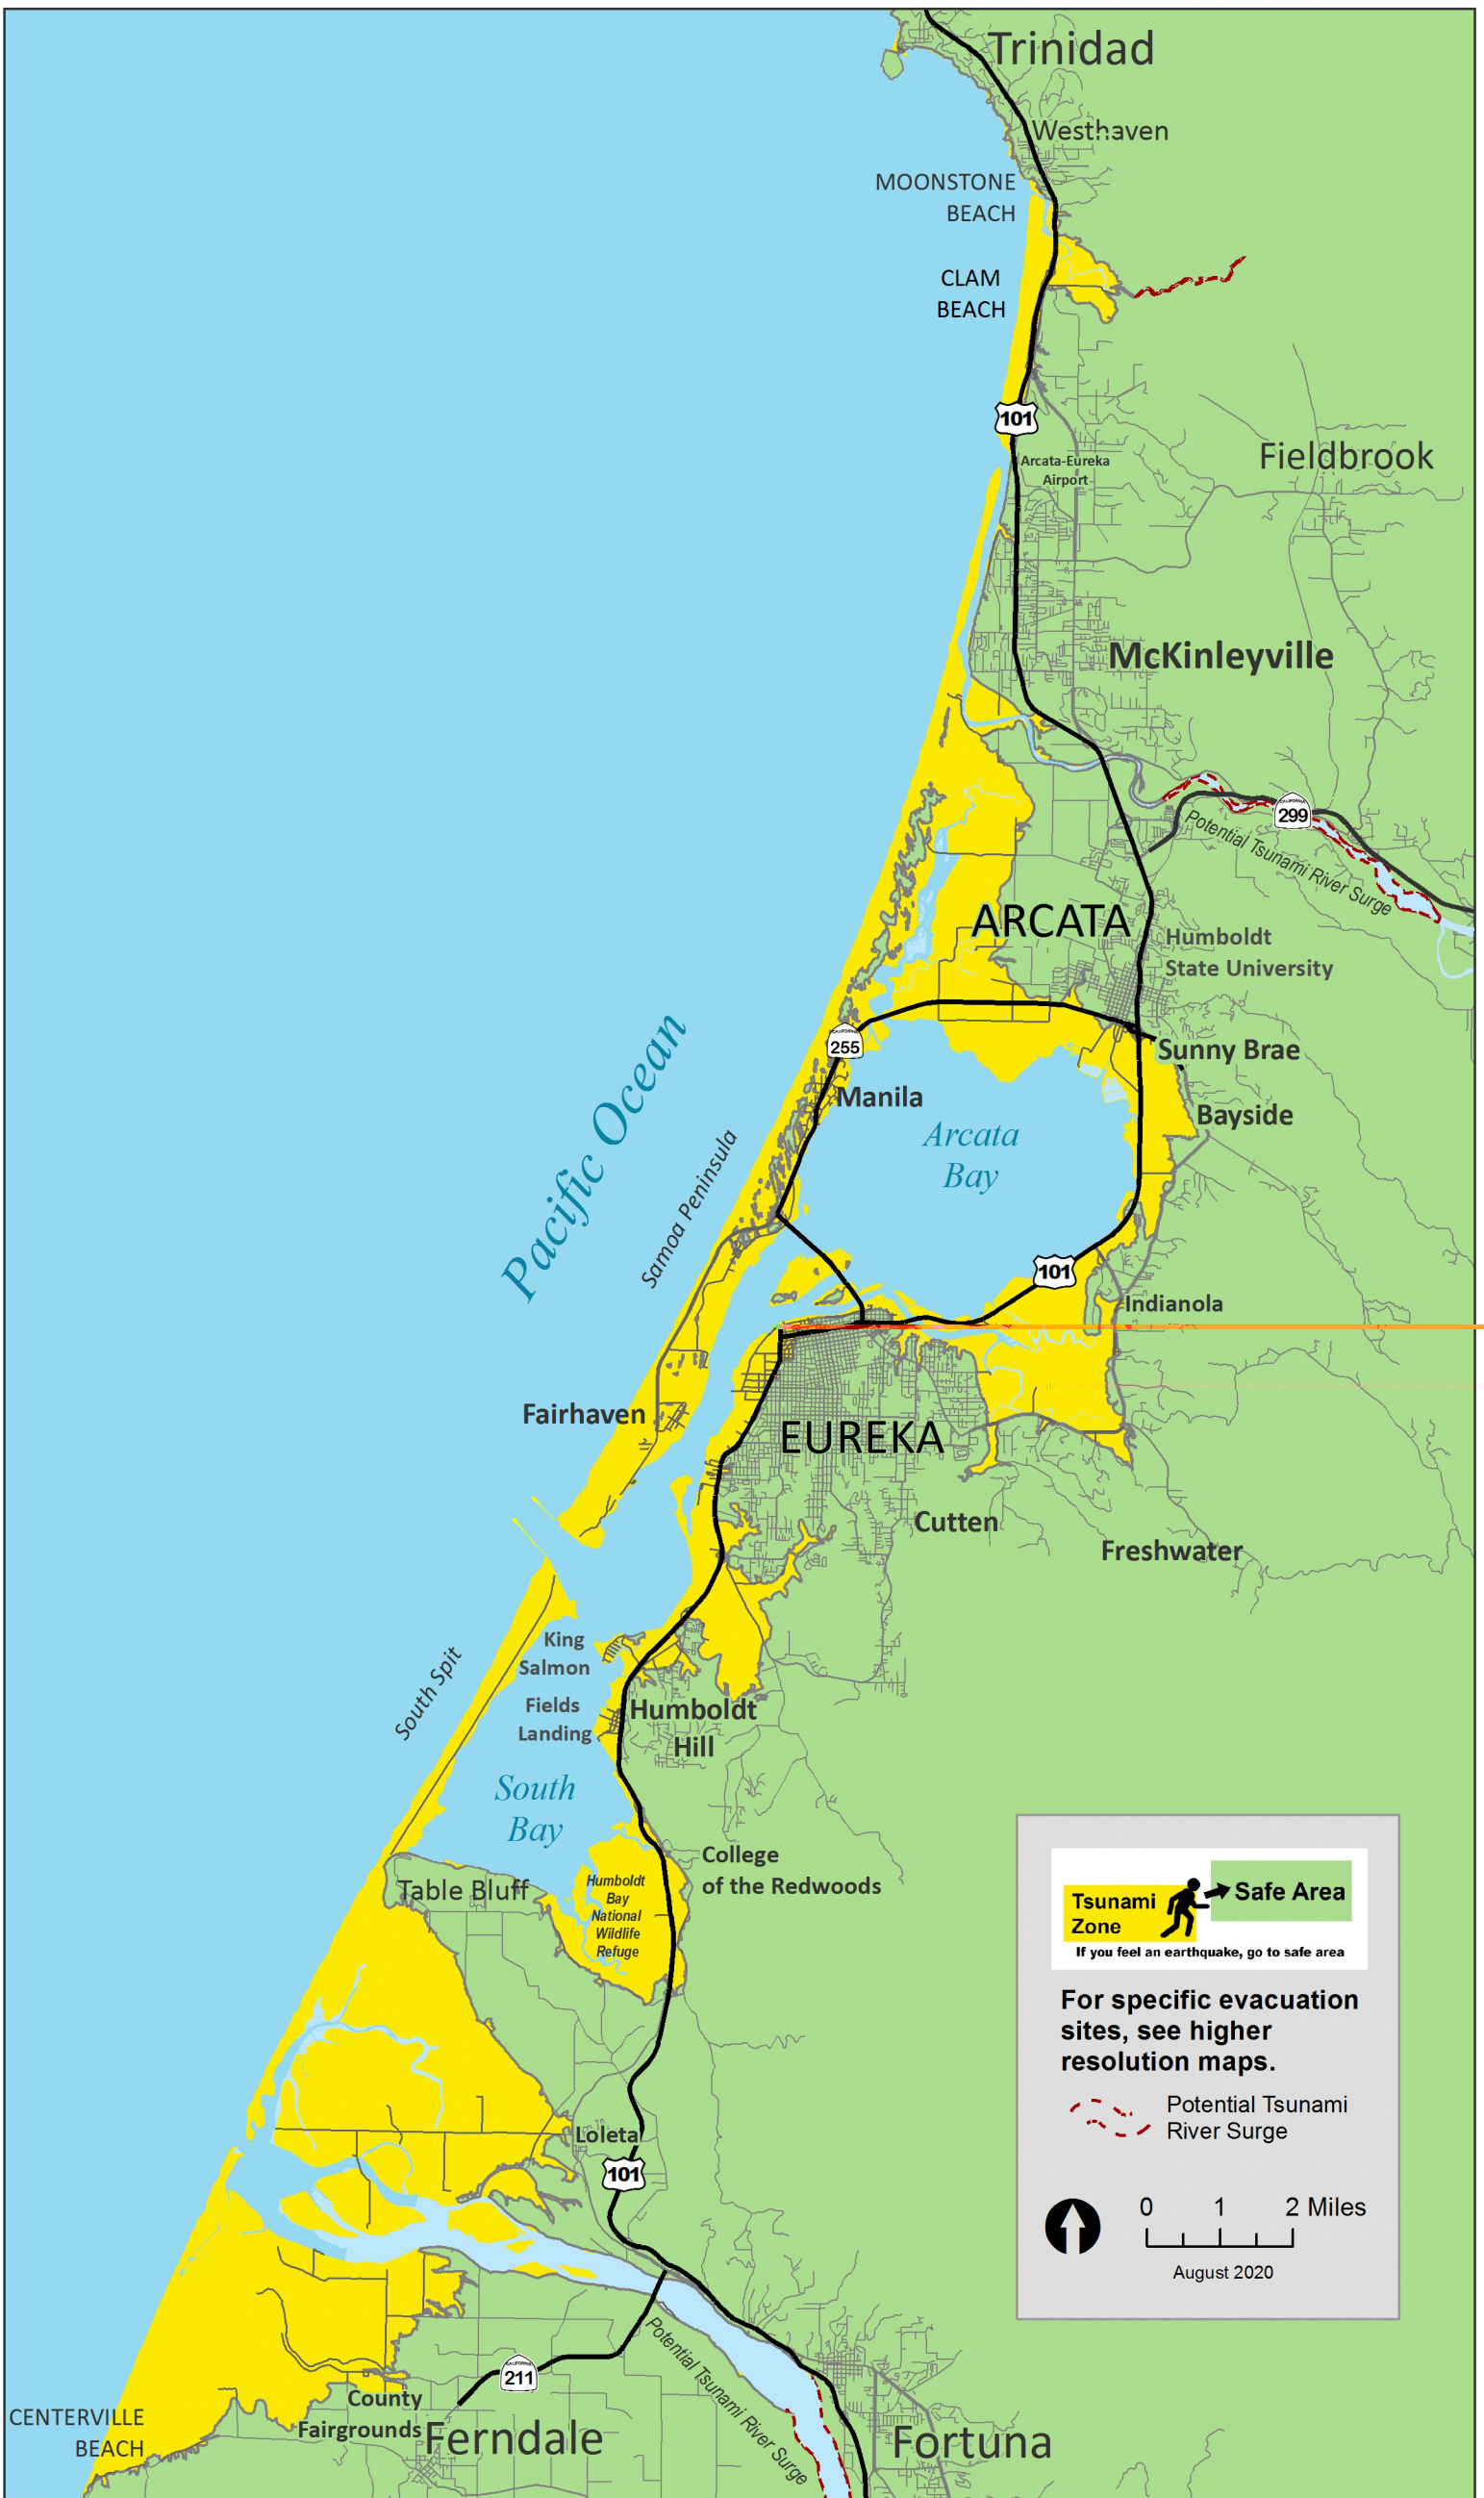 Trinidad
Westhaven
MOONSTONE
BEACH
CLAM
BEACH
101
Arcata-Eureka
Airport
Fieldbrook
McKinleyville
CALIFORNIA
299
Potential Tsunami River Surge
ARCATA
Humboldt
State University
CALIFORNIA
255
Sunny Brae
Manila
Bayside
Arcata
Bay
Pacific Ocean
Samoa Peninsula
101
Indianola
Fairhaven
EUREKA
Cutten
Freshwater
King
Salmon
South Spit
Fields
Landing
Humboldt
Hill
South
Bay
College
of the Redwoods
Table Bluff
Humboldt
Bay
National
Wildlife
Refuge
Tsunami
Zone
Safe Area
If you feel an earthquake, go to safe area
For specific evacuation
sites, see higher
resolution maps.
Potential Tsunami
River Surge
0 1 2 Miles
August 2020
Loleta
101
Potential Tsunami River Surge
CALIFORNIA
211
County
Fairgrounds
Ferndale
Fortuna
CENTERVILLE
BEACH